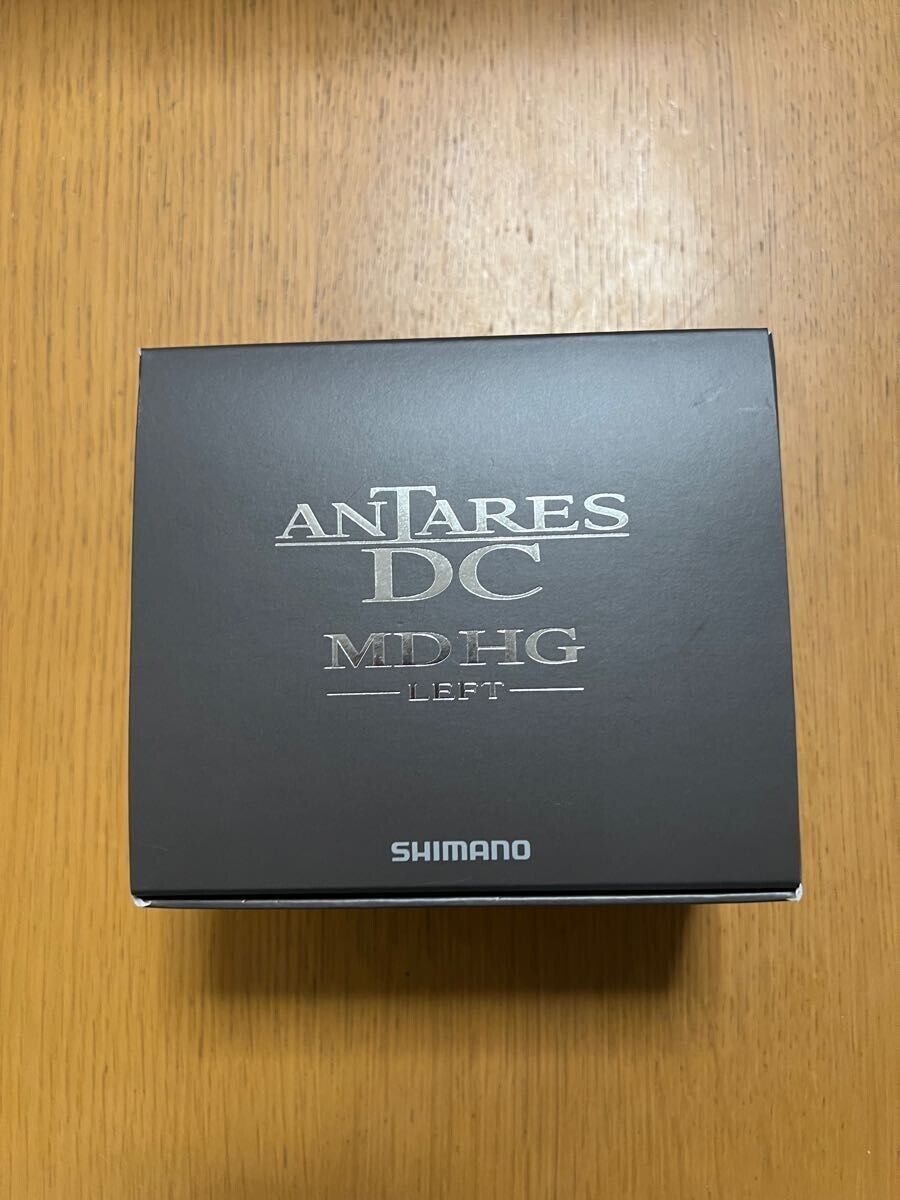 ANTARES
DC
MD HG
LEFT
SHIMANO